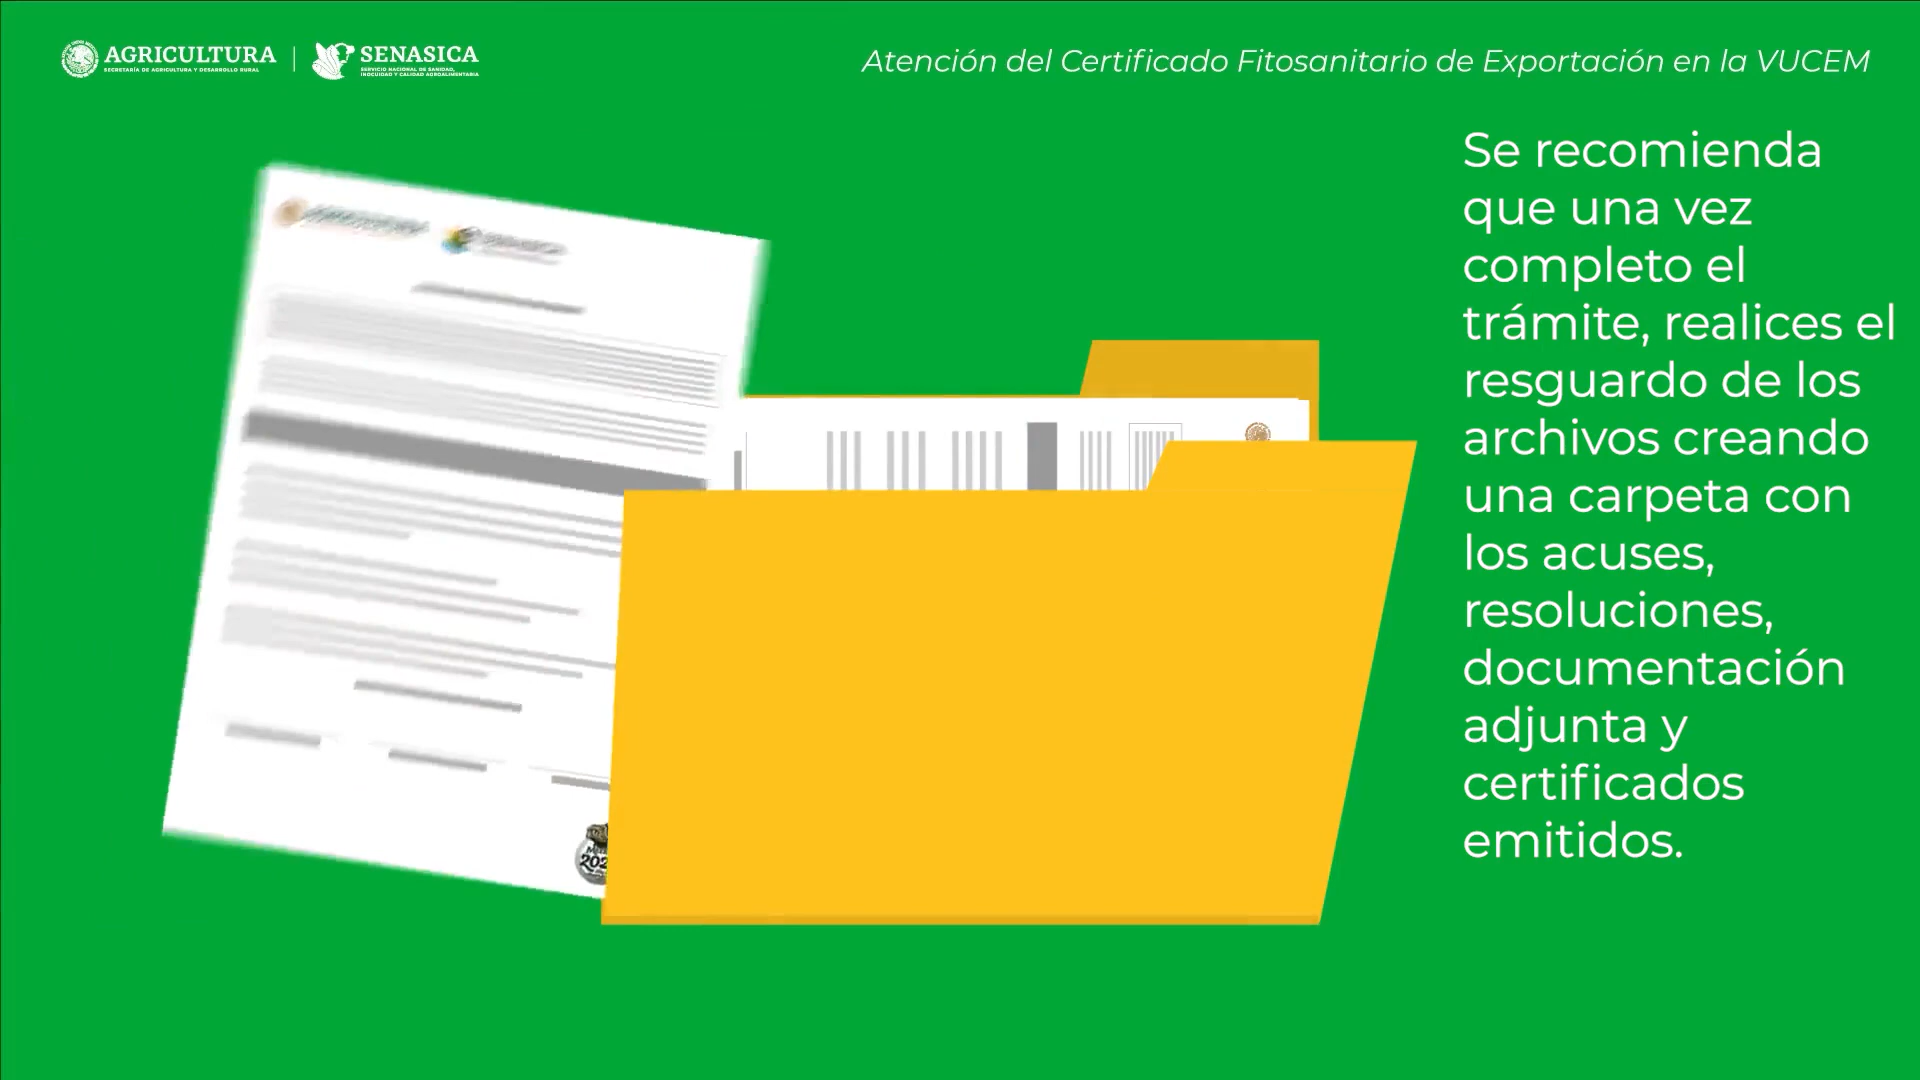 AGRICULTURA
SECRETARÍA DE AGRICULTURA Y DESARROLLO RURAL
SENASICA
SERVICIO NACIONAL DE SANIDAD,
INOCUIDAD Y CALIDAD AGROALIMENTARIA
Atención del Certificado Fitosanitario de Exportación en la VUCEM
Se recomienda
que una vez
completo el
trámite, realices el
resguardo de los
archivos creando
una carpeta con
los acuses,
resoluciones,
documentación
adjunta y
certificados
emitidos.